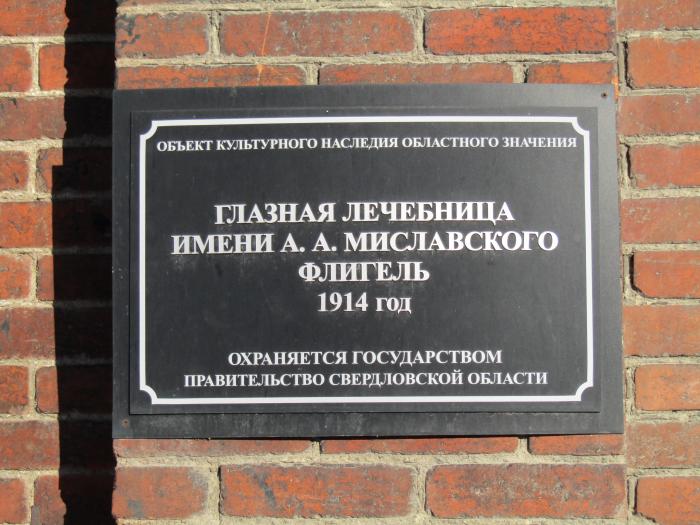 ОБЪЕКТ КУЛЬТУРНОГО НАСЛЕДИЯ ОБЛАСТНОГО ЗНАЧЕНИЯ
ГЛАЗНАЯ ЛЕЧЕБНИЦА
ИМЕНИ А. А. МИСЛАВСКОГО
ФЛИГЕЛЬ
1914 год
ОХРАНЯЕТСЯ ГОСУДАРСТВОМ
ПРАВИТЕЛЬСТВО СВЕРДЛОВСКОЙ ОБЛАСТИ